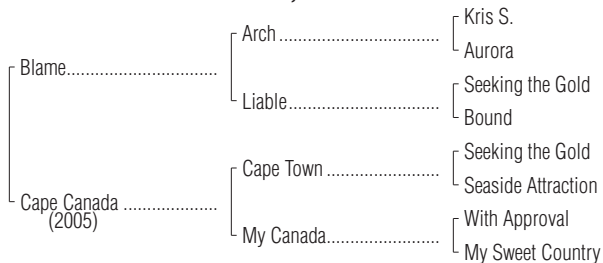 Kris S.
Arch ..................................
Aurora
Blame................................
Seeking the Gold
Liable................................
Bound
Seeking the Gold
Cape Town ........................
Seaside Attraction
Cape Canada ....................
(2005)
With Approval
My Canada........................
My Sweet Country